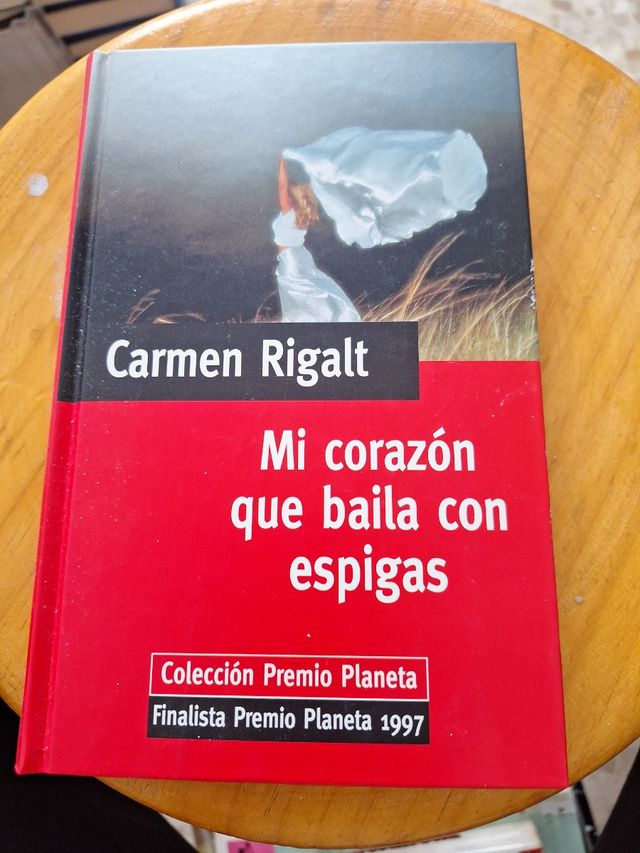 Carmen Rigalt
Mi corazón
que baila con
espigas
Colección Premio Planeta
Finalista Premio Planeta 1997